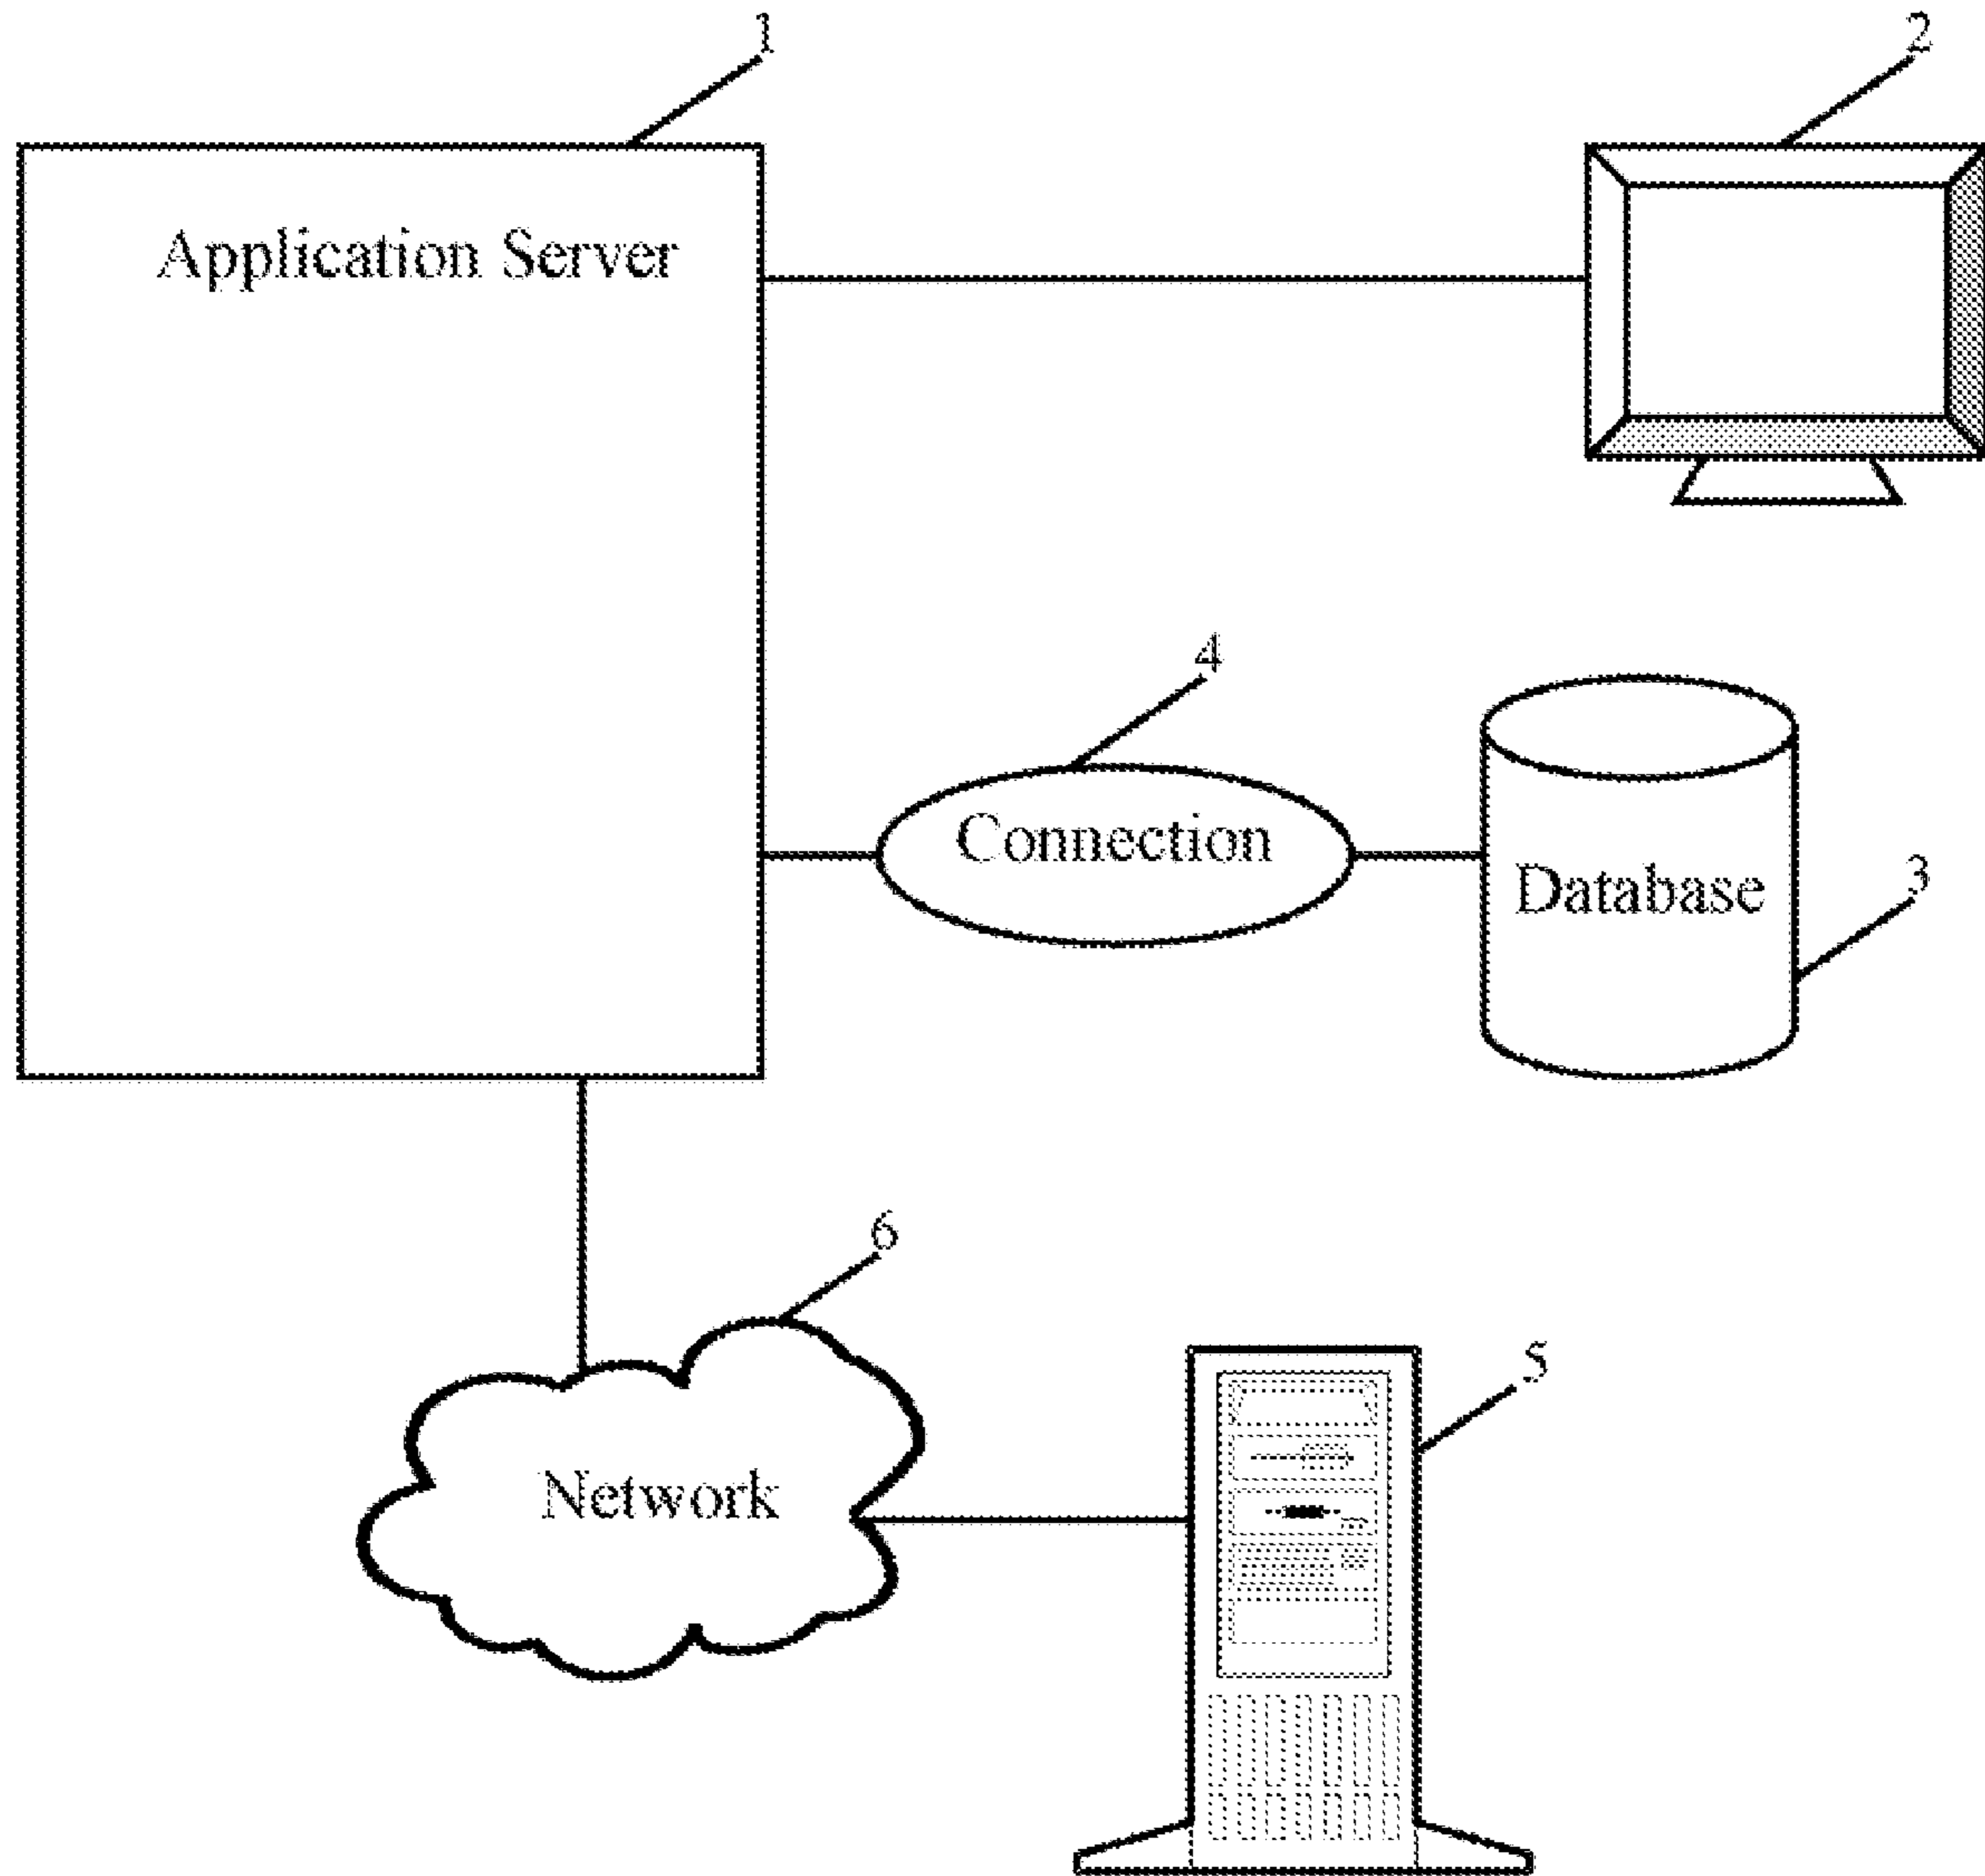 1
2
Application Server
4
Connection
Database
3
6
5
Network